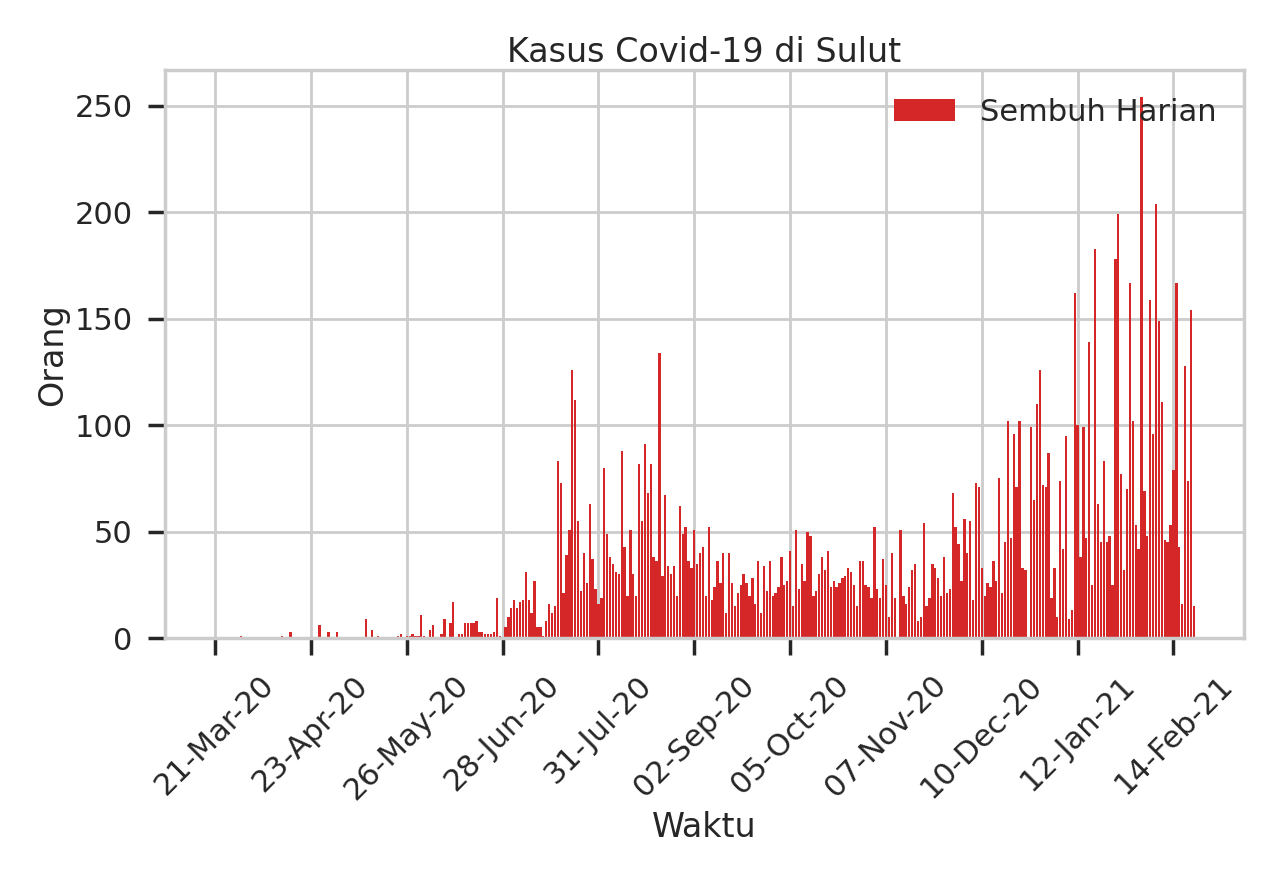 Kasus Covid-19 di Sulut
Sembuh Harian
Orang
250
200
150
100
50
0
21-Mar-20
23-Apr-20
26-May-20
28-Jun-20
31-Jul-20
02-Sep-20
05-Oct-20
07-Nov-20
10-Dec-20
12-Jan-21
14-Feb-21
Waktu